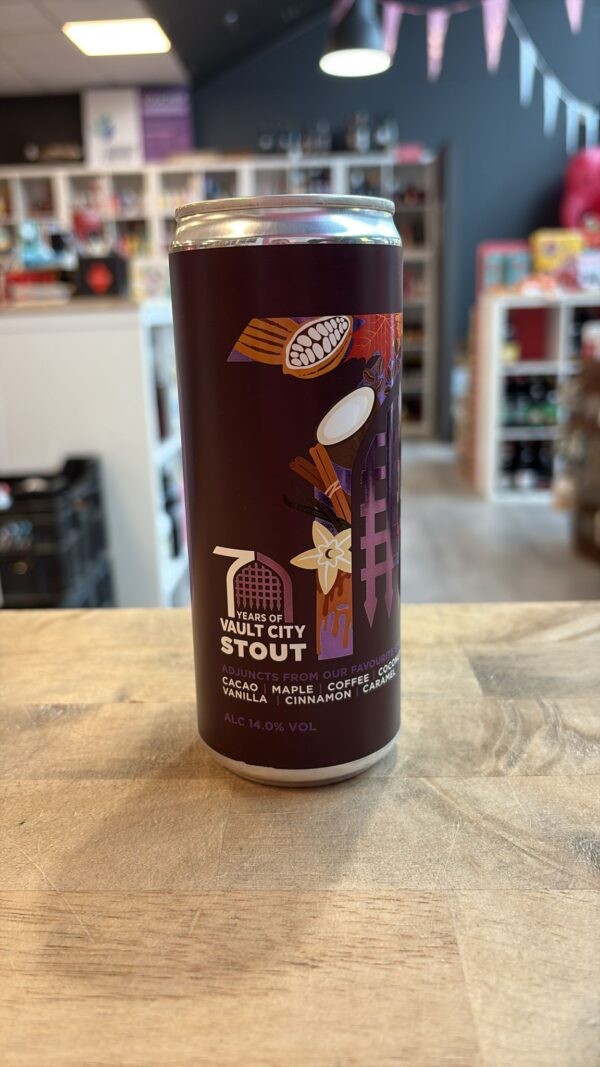 7
YEARS OF
VAULT CITY
STOUT
ADJUNCTS FROM OUR FAVOURITE
CACAO | MAPLE | COFFEE |
VANILLA | CINNAMON | CARAMEL
ALC 14.0% VOL